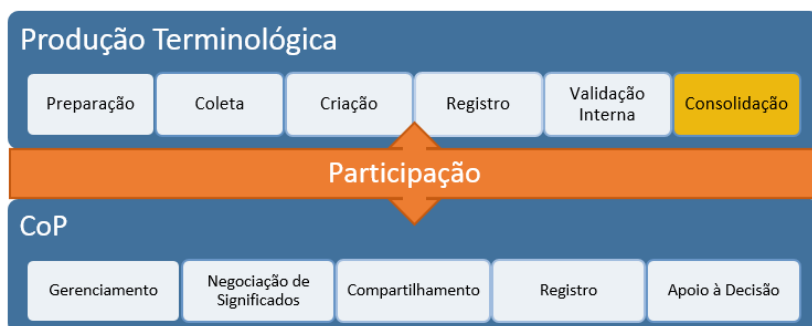 Produção Terminológica
Preparação
Coleta
Criação
Registro
Validação
Interna
Consolidação
Participação
CoP
Gerenciamento
Negociação de
Significados
Compartilhamento
Registro
Apoio à Decisão